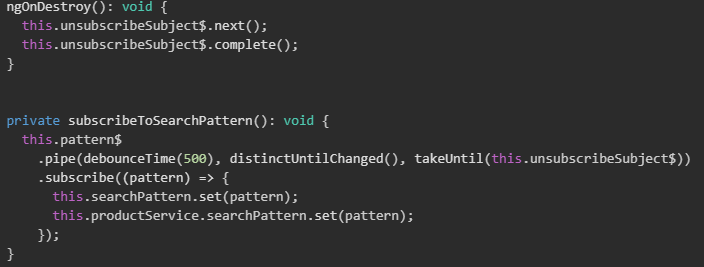 ngOnDestroy(): void {
  this.unsubscribeSubject$.next();
  this.unsubscribeSubject$.complete();
}
private subscribeToSearchPattern(): void {
  this.pattern$
    .pipe(debounceTime(500), distinctUntilChanged(), takeUntil(this.unsubscribeSubject$))
    .subscribe((pattern) => {
      this.searchPattern.set(pattern);
      this.productService.searchPattern.set(pattern);
    });
}